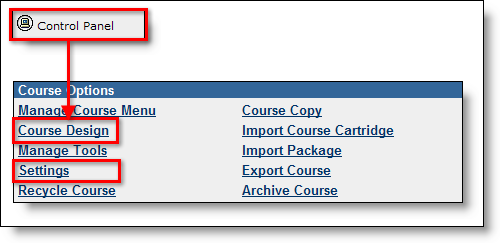 Control Panel
Course Options
Manage Course Menu
Course Copy
Course Design
Import Course Cartridge
Manage Tools
Import Package
Settings
Export Course
Recycle Course
Archive Course